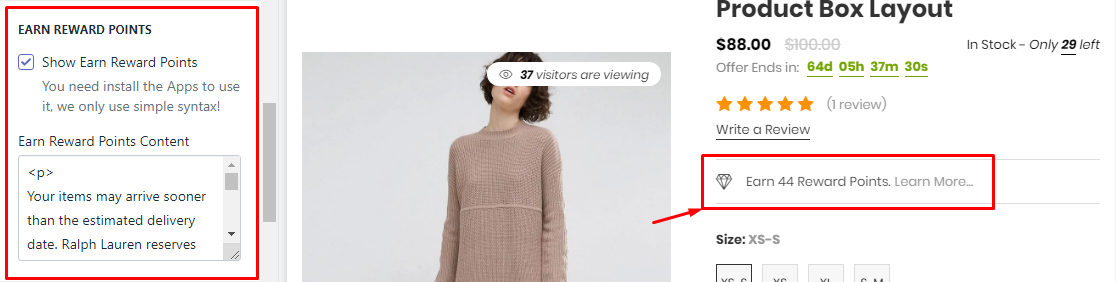 EARN REWARD POINTS
Show Earn Reward Points
You need install the Apps to use
it, we only use simple syntax!
Earn Reward Points Content
<p>
Your items may arrive sooner
than the estimated delivery
date. Ralph Lauren reserves
37 visitors are viewing
Product Box Layout
$88.00 $100.00
In Stock - Only 29 left
Offer Ends in: 64d 05h 37m 30s
(1 review)
Write a Review
Earn 44 Reward Points. Learn More...
Size: XS-S
XS-S XS XL S-M